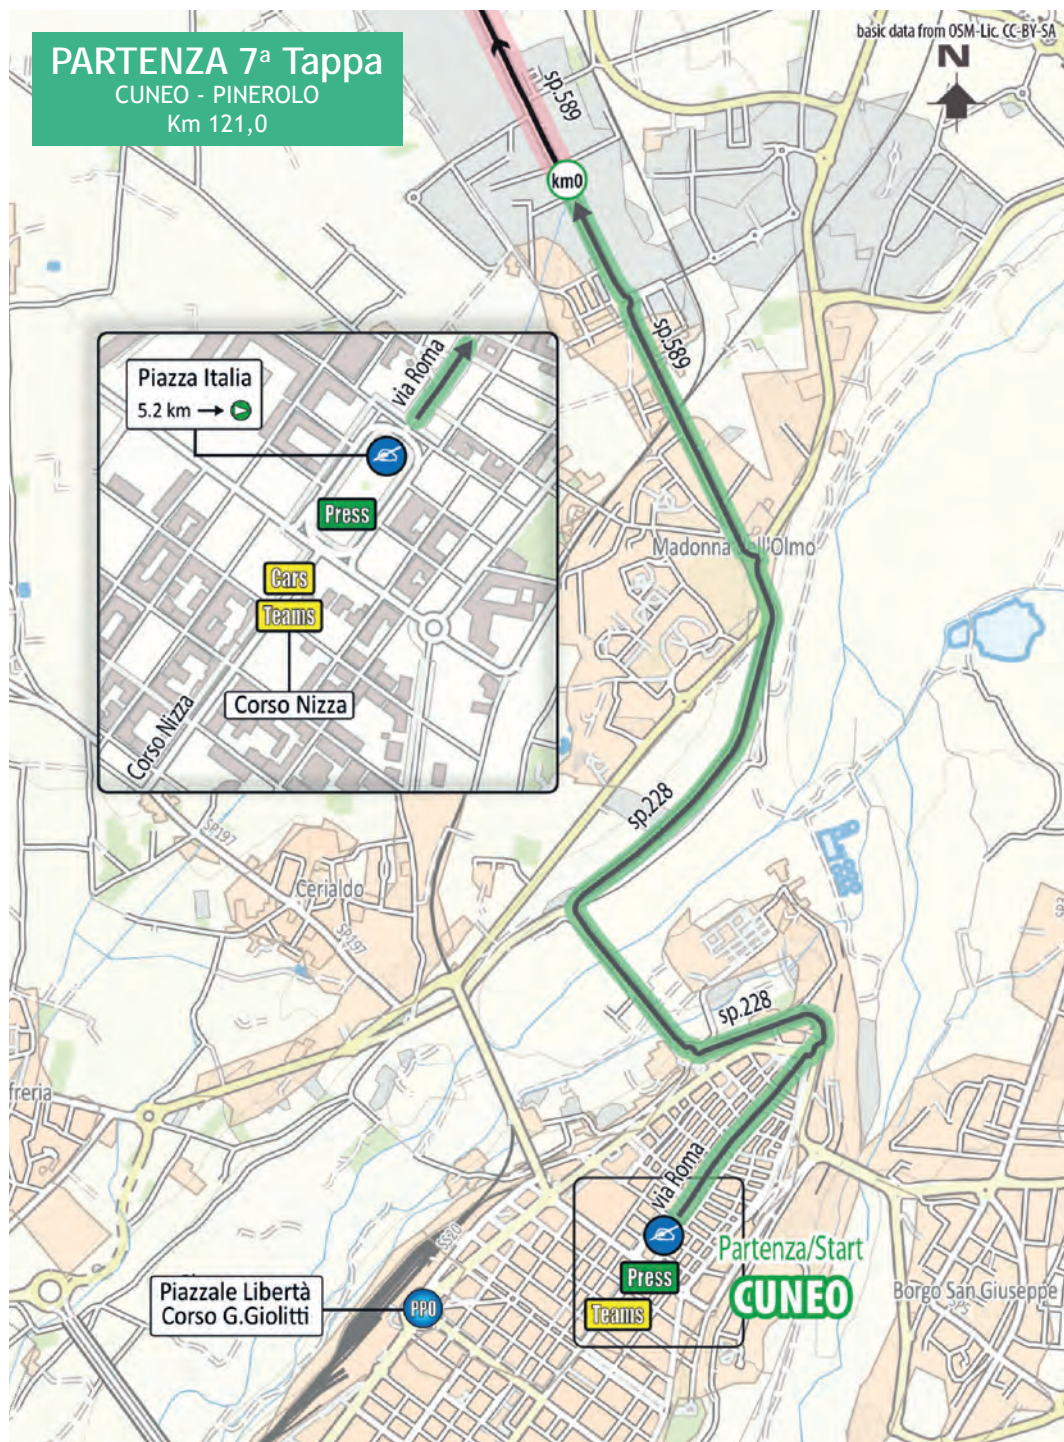 PARTENZA 7ª Tappa
CUNEO - PINEROLO
Km 121,0
basic data from OSM-Lic. CC-BY-SA
N
sp.589
km0
sp.589
Piazza Italia
5.2 km
via Roma
Press
Cars
Teams
Corso Nizza
Corso Nizza
Madonna dell'Olmo
sp.228
SP197
Cerialdo
SP197
sp.228
freria
via Roma
SS20
Partenza/Start
CUNEO
Press
Teams
Piazzale Libertà
Corso G.Giolitti
PPO
Borgo San Giuseppe